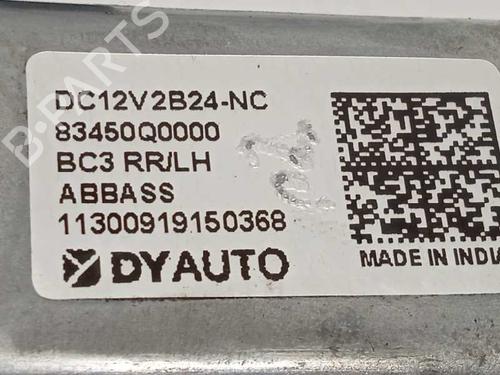 DC12V2B24-NC
83450Q0000
BC3 RR/LH
ABBASS
11300919150368
DYAUTO
MADE IN INDIA
B-PARTS